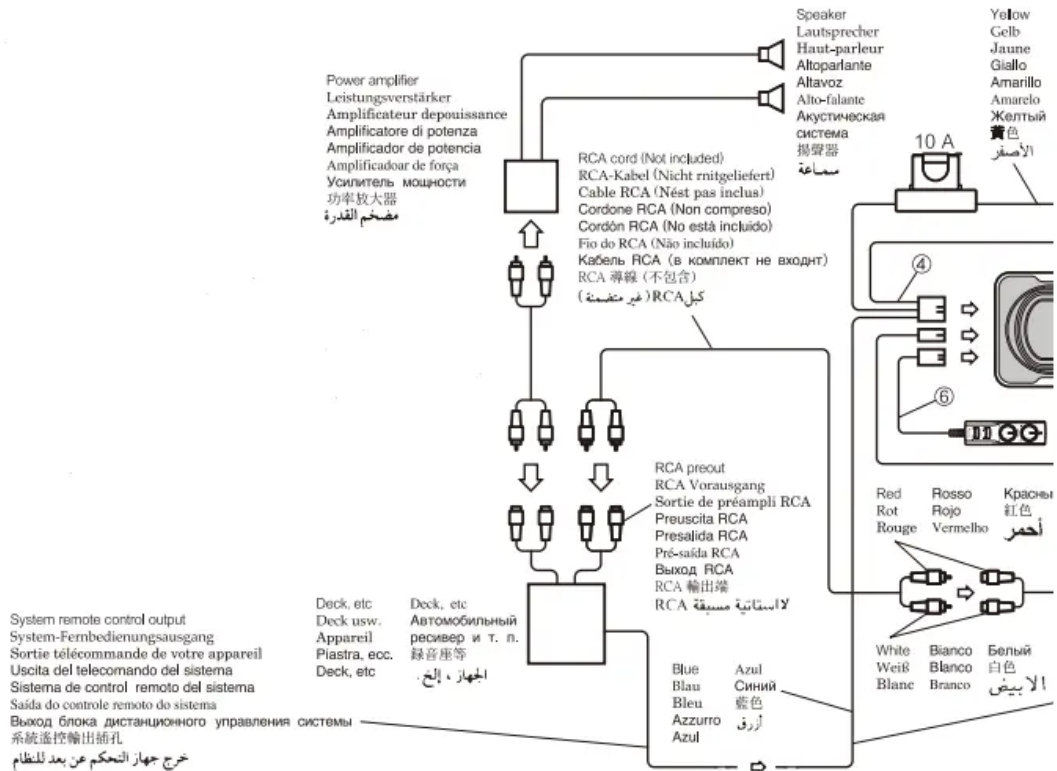 Speaker
Lautsprecher
Haut-parleur
Altoparlante
Altavoz
Alto-falante
Акустическая
система
揚聲器
سماعة
Yellow
Gelb
Jaune
Giallo
Amarillo
Amarelo
Желтый
黃色
الأصفر
10 A
Power amplifier
Leistungsverstärker
Amplificateur depouissance
Amplificatore di potenza
Amplificador de potencia
Amplificadoar de força
Усилитель мощности
功率放大器
مضخم القدرة
RCA cord (Not included)
RCA-Kabel (Nicht rnitgeliefert)
Cable RCA (Nést pas inclus)
Cordone RCA (Non compreso)
Cordón RCA (No está incluido)
Fio do RCA (Não incluído)
Кабель RCA (в комплект не входнт)
RCA 導線 (不包含)
كبل RCA (غير متضمنة)
④
⑥
RCA preout
RCA Vorausgang
Sortie de préampli RCA
Preuscita RCA
Presalida RCA
Pré-saída RCA
Выход RCA
RCA 輸出端
لااستاتية مسبقة RCA
Red Rosso Красны
Rot Rojo 紅色
Rouge Vermelho أحمر
White Bianco Белый
Weiß Blanco 白色
Blanc Branco الابيض
Deck, etc Deck, etc
Deck usw. Автомобильный
Appareil ресивер и т. п.
Piastra, ecc. 録音座等
Deck, etc الجهاز ، إلخ.
System remote control output
System-Fernbedienungsausgang
Sortie télécommande de votre appareil
Uscita del telecomando del sistema
Sistema de control remoto del sistema
Saída do controle remoto do sistema
Выход блока дистанционного управления системы
系統遙控輸出插孔
خرج جهاز التحكم عن بعد للنظام
Blue Azul
Blau Синий
Bleu 藍色
Azzurro أزرق
Azul